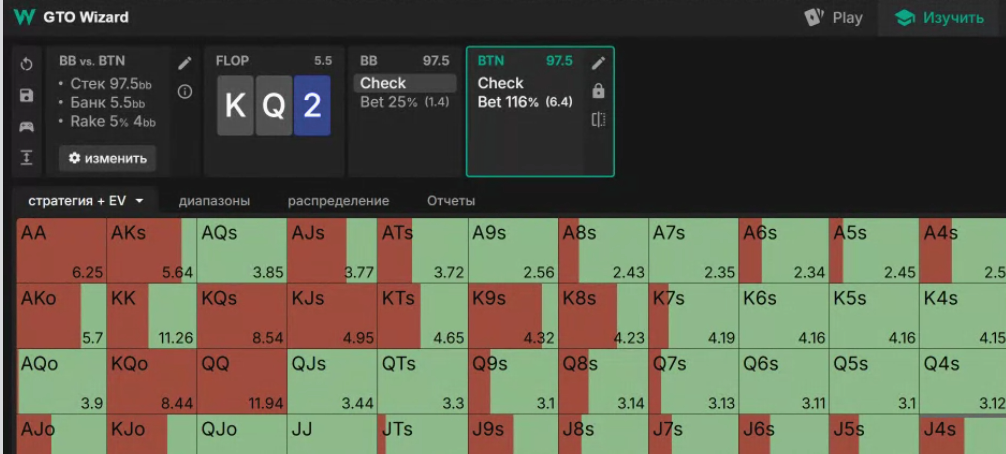 GTO Wizard
Play
Изучить
BB vs. BTN
• Стек 97.5bb
• Банк 5.5bb
• Rake 5% 4bb
изменить
FLOP 5.5
K Q 2
BB 97.5
Check
Bet 25% (1.4)
BTN 97.5
Check
Bet 116% (6.4)
стратегия + EV
диапазоны
распределение
Отчеты
AA AKs AQs AJs ATs A9s A8s A7s A6s A5s A4s
6.25 5.64 3.85 3.77 3.72 2.56 2.43 2.35 2.34 2.45 2.5
AKo KK KQs KJs KTs K9s K8s K7s K6s K5s K4s
5.7 11.26 8.54 4.95 4.65 4.32 4.23 4.19 4.16 4.16 4.15
AQo KQo QQ QJs QTs Q9s Q8s Q7s Q6s Q5s Q4s
3.9 8.44 11.94 3.44 3.3 3.1 3.14 3.13 3.11 3.1 3.12
AJo KJo QJo JJ JTs J9s J8s J7s J6s J5s J4s